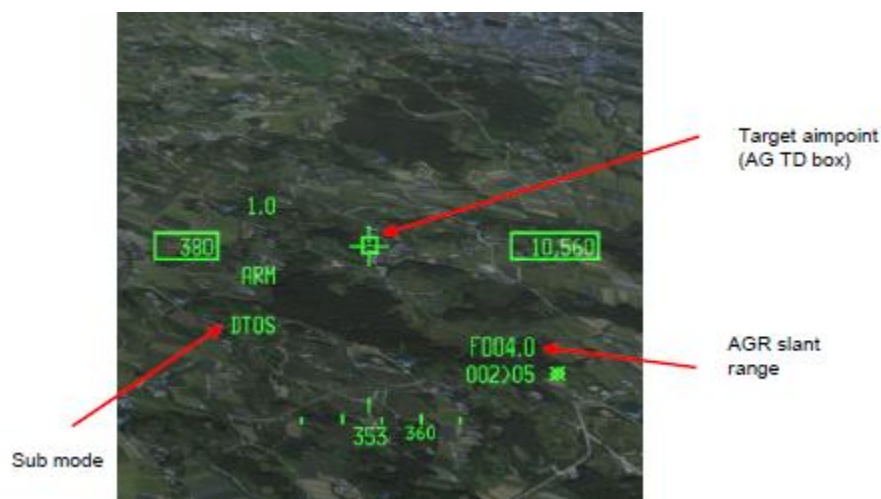 Target aimpoint
(AG TD box)
1.0
380
10,560
ARM
DTOS
F004.0
AGR slant
range
002>05
353
360
Sub mode